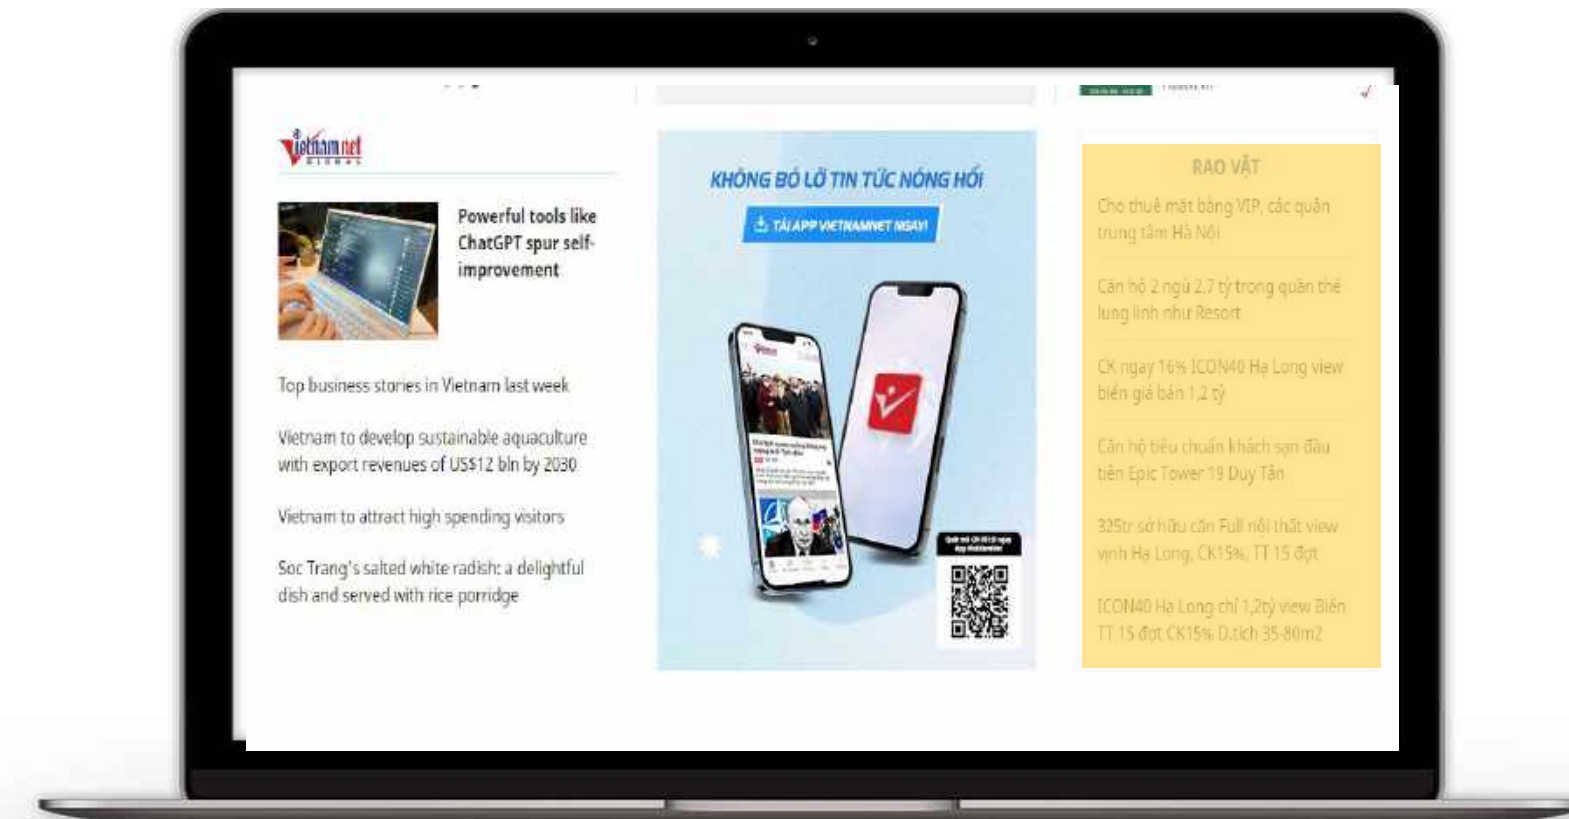 Vietnam net
GLOBAL
Powerful tools like
ChatGPT spur self-
improvement
Top business stories in Vietnam last week
Vietnam to develop sustainable aquaculture
with export revenues of US$12 bln by 2030
Vietnam to attract high spending visitors
Soc Trang's salted white radish: a delightful
dish and served with rice porridge
KHÔNG BỎ LỠ TIN TỨC NÓNG HỔI
TẢI APP VIETNAMNET NGAY!
RAO VẶT
Cho thuê mặt bằng VIP, các quận
trung tâm Hà Nội
Căn hộ 2 ngủ 2,7 tỷ trong quần thể
lung linh như Resort
CK ngay 16% ICON40 Hạ Long view
biển giá bán 1,2 tỷ
Căn hộ tiêu chuẩn khách sạn đầu
tiên Epic Tower 19 Duy Tân
325tr sở hữu căn Full nội thất view
vịnh Hạ Long, CK15%, TT 15 đợt
ICON40 Hạ Long chỉ 1,2tỷ view Biển
TT 15 đợt CK15% D.tích 35-80m2